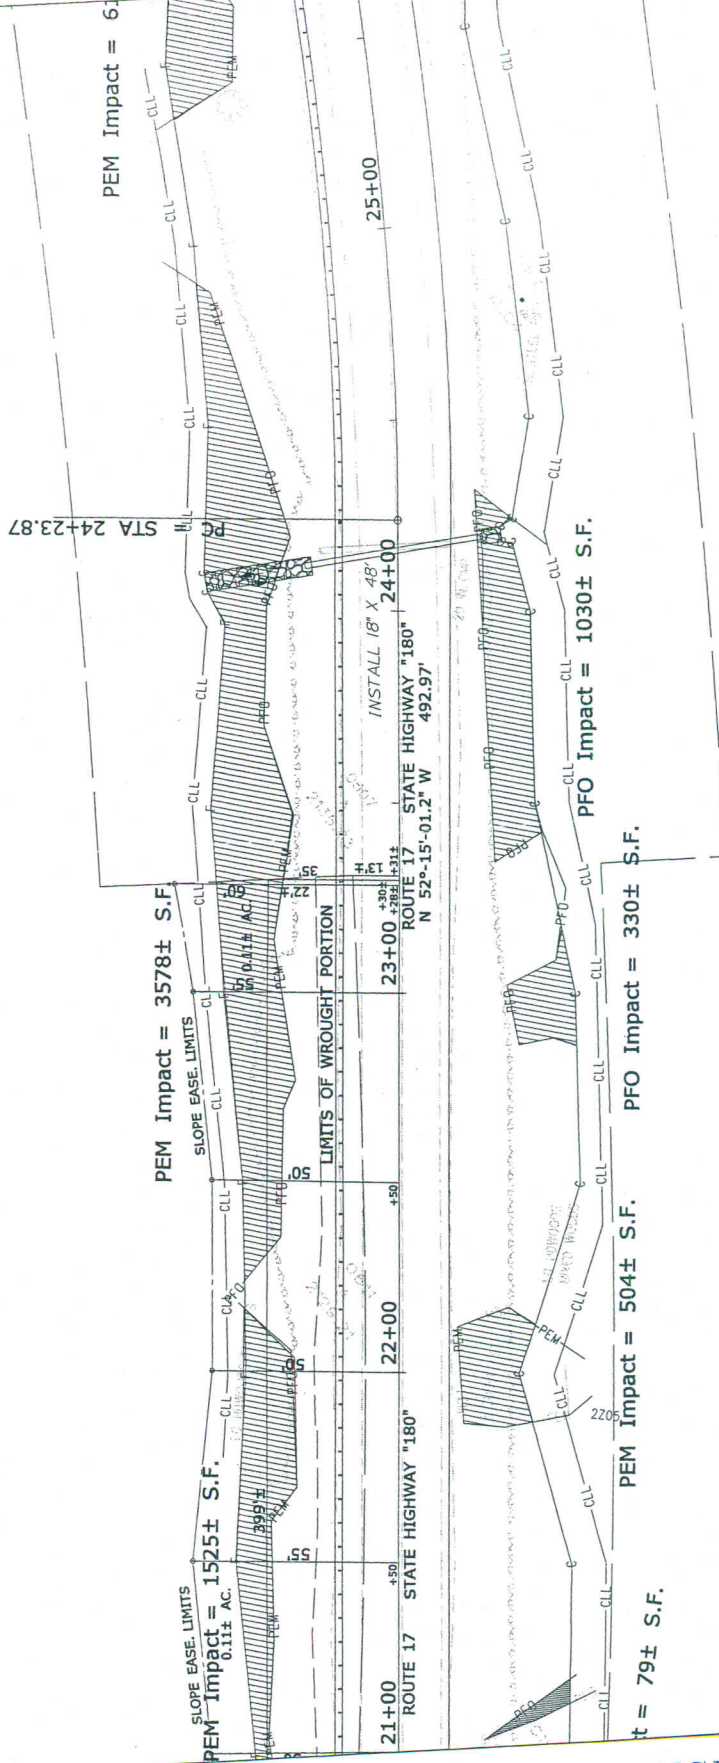 PEM Impact = 6
CLL
PEM
25+00
PC STA 24+23.87
INSTALL 18" X 48'
24+00
ROUTE 17 STATE HIGHWAY "180"
N 52°-15'-01.2" W 492.97'
PEM Impact = 3578± S.F
SLOPE EASE. LIMITS
0.11± AC.
60'
35'
22'±
13'±
+30±
+28±
+31±
23+00
55'
LIMITS OF WROUGHT PORTION
50'
+50
22+00
50'
PEM Impact = 1525± S.F.
0.11± AC.
SLOPE EASE. LIMITS
399'±
55'
+50
ROUTE 17 STATE HIGHWAY "180"
21+00
PFO Impact = 1030± S.F.
PFO Impact = 330± S.F.
PEM Impact = 504± S.F.
2205
t = 79± S.F.
PFO
PEM
CLL